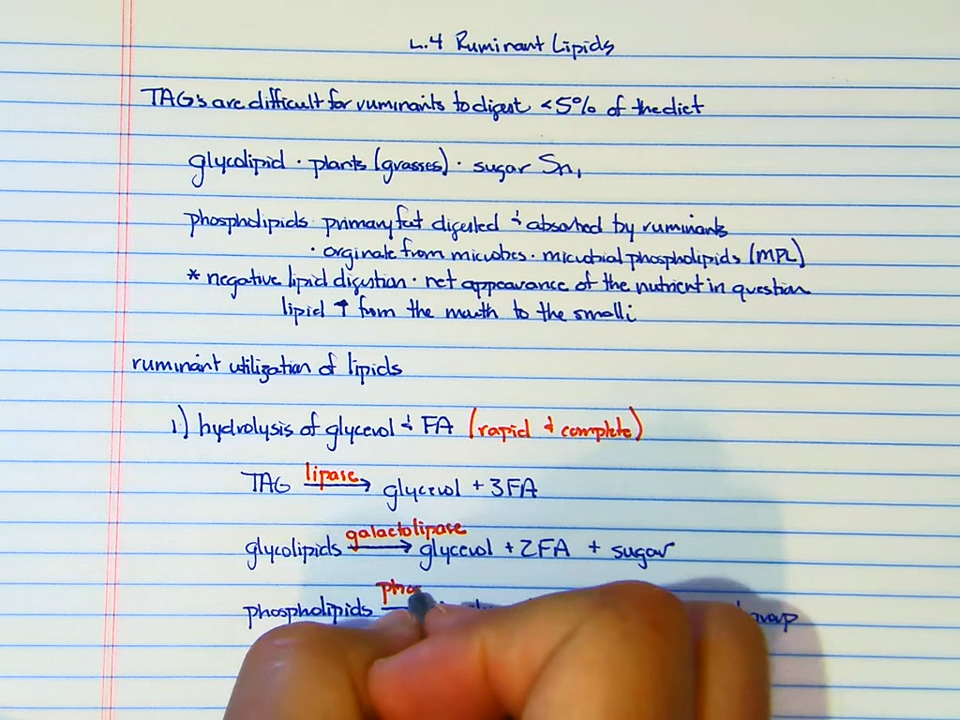 L.4 Ruminant Lipids
TAG's are difficult for ruminants to digest <5% of the diet
glycolipid · plants (grasses) · sugar Sn1
phospholipids primary fat digested & absorbed by ruminants
· orginate from microbes · microbial phospholipids (MPL)
* negative lipid digestion · net appearance of the nutrient in question
lipid ↑ from the mouth to the small i
ruminant utilization of lipids
1.) hydrolysis of glycerol & FA (rapid & complete)
lipase
TAG → glycerol + 3FA
galactolipase
glycolipids → glycerol + 2FA + sugar
phos
phospholipids